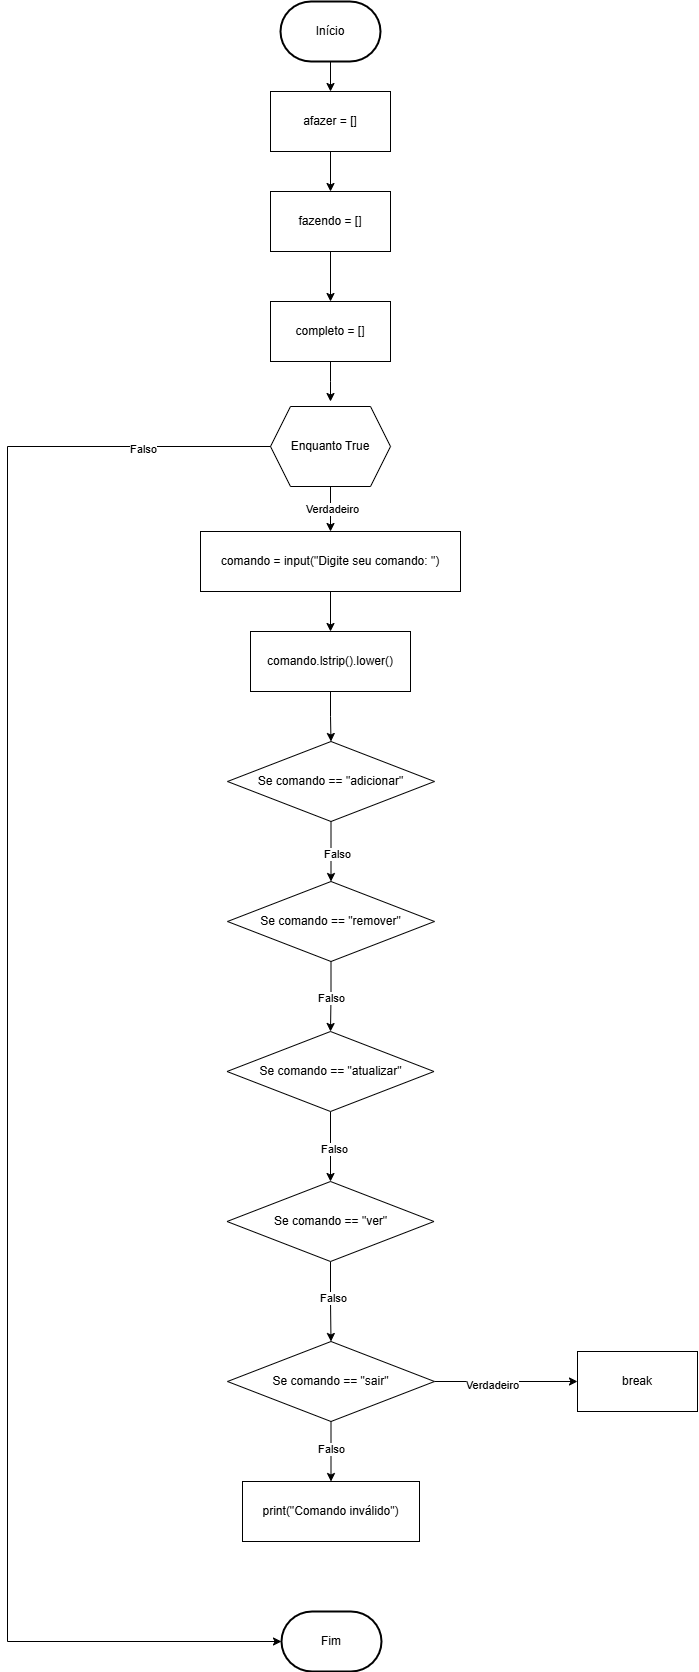 Início
afazer = []
fazendo = []
completo = []
Enquanto True
Falso
Verdadeiro
comando = input("Digite seu comando: ")
comando.lstrip().lower()
Se comando == "adicionar"
Falso
Se comando == "remover"
Falso
Se comando == "atualizar"
Falso
Se comando == "ver"
Falso
Se comando == "sair"
Verdadeiro
break
Falso
print("Comando inválido")
Fim